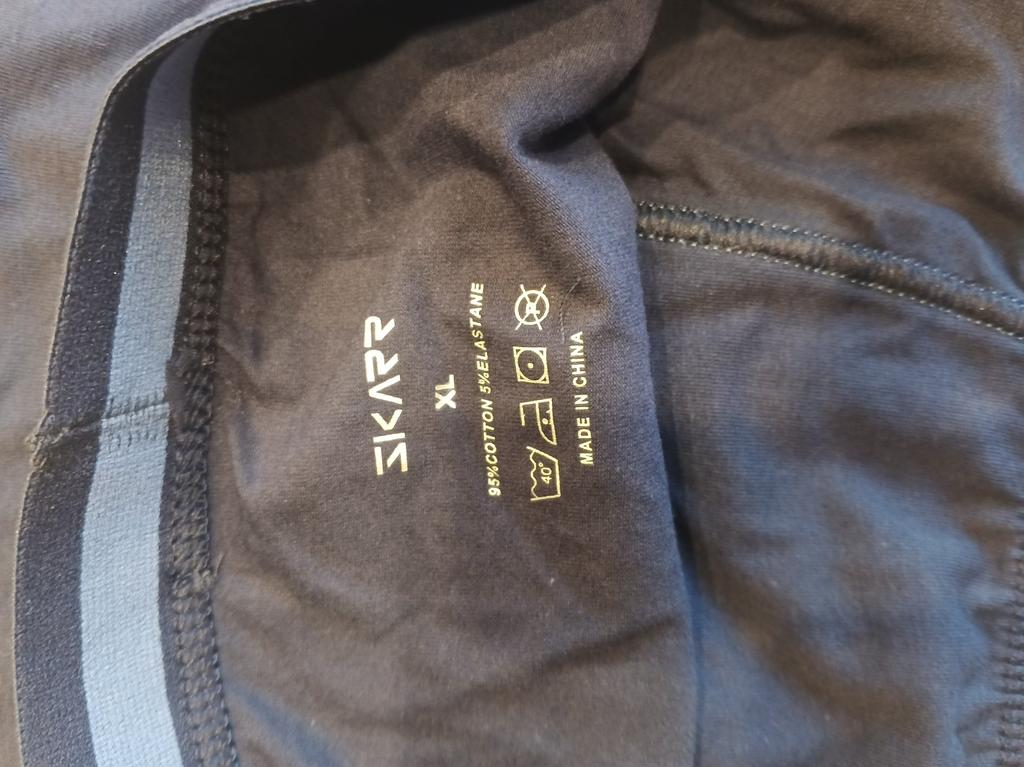 SKARR
XL
95%COTTON 5%ELASTANE
40° P
MADE IN CHINA